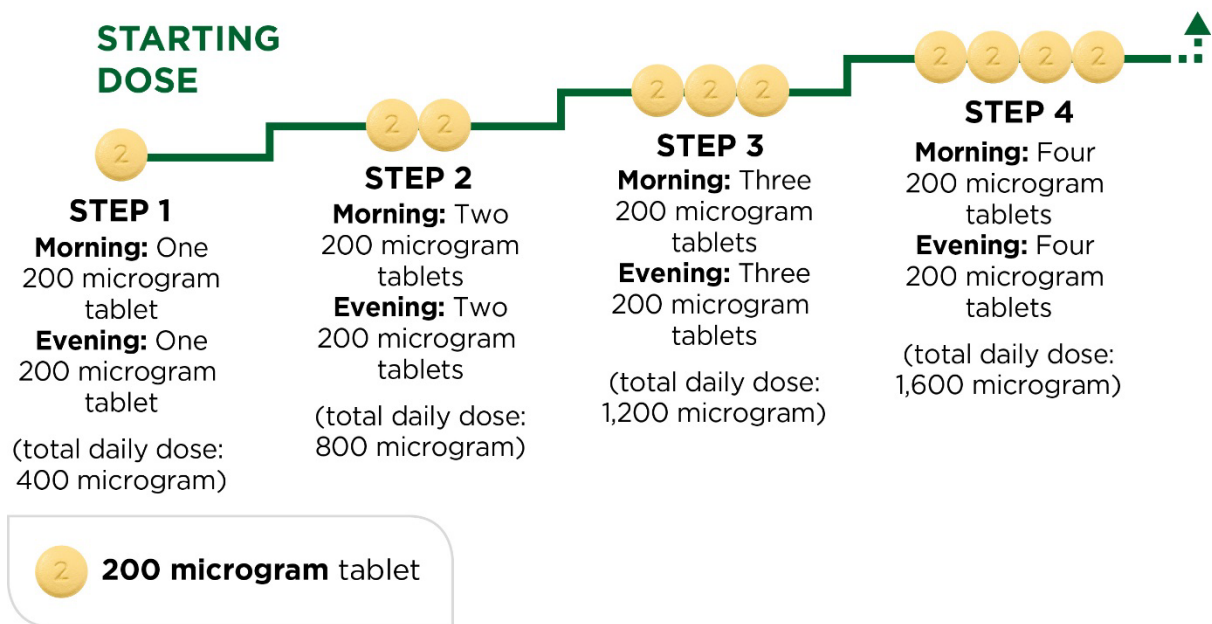 STARTING
DOSE
2
STEP 1
Morning: One
200 microgram
tablet
Evening: One
200 microgram
tablet
(total daily dose:
400 microgram)
2 2
STEP 2
Morning: Two
200 microgram
tablets
Evening: Two
200 microgram
tablets
(total daily dose:
800 microgram)
2 2 2
STEP 3
Morning: Three
200 microgram
tablets
Evening: Three
200 microgram
tablets
(total daily dose:
1,200 microgram)
2 2 2 2
STEP 4
Morning: Four
200 microgram
tablets
Evening: Four
200 microgram
tablets
(total daily dose:
1,600 microgram)
2 200 microgram tablet